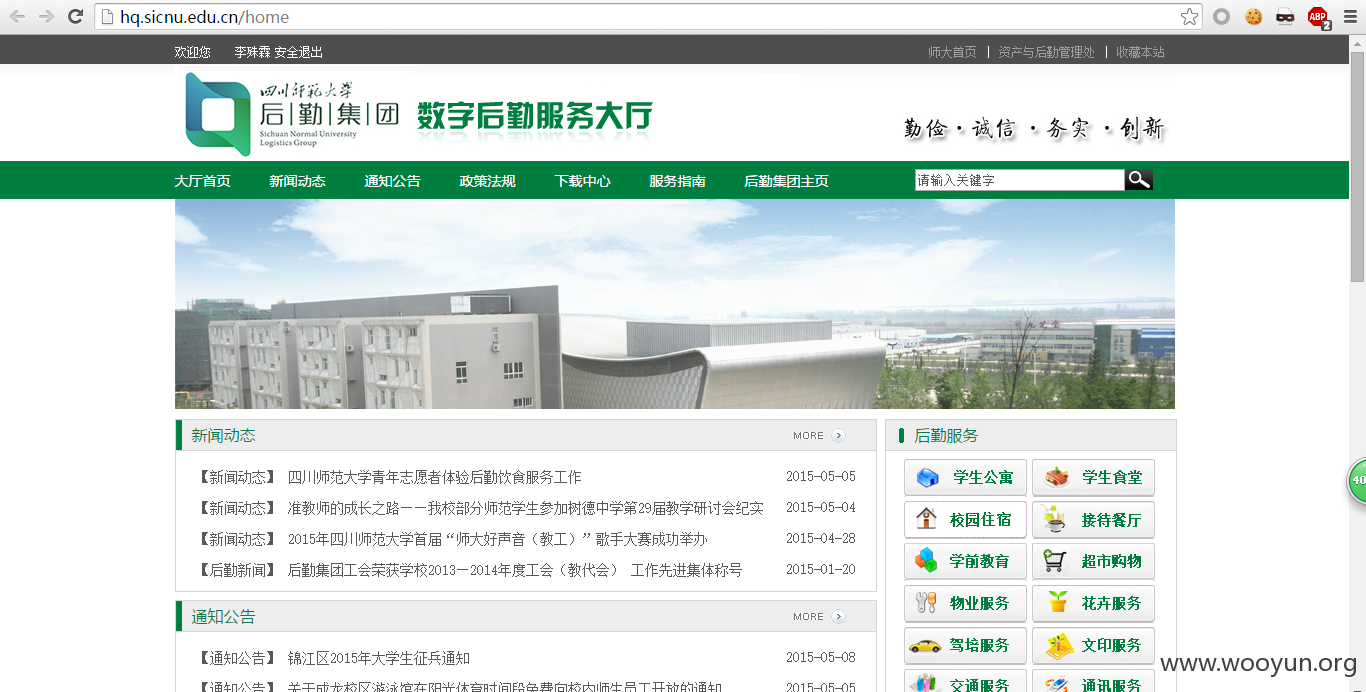 hq.sicnu.edu.cn/home
ABP
2
欢迎您 李殊霖 安全退出
师大首页 | 资产与后勤管理处 | 收藏本站
四川师范大学
后|勤|集|团
Sichuan Normal University
Logistics Group
数字后勤服务大厅
勤俭·诚信·务实·创新
大厅首页 新闻动态 通知公告 政策法规 下载中心 服务指南 后勤集团主页
请输入关键字
新闻动态 MORE
【新闻动态】 四川师范大学青年志愿者体验后勤饮食服务工作 2015-05-05
【新闻动态】 准教师的成长之路——我校部分师范学生参加树德中学第29届教学研讨会纪实 2015-05-04
【新闻动态】 2015年四川师范大学首届“师大好声音（教工）”歌手大赛成功举办 2015-04-28
【后勤新闻】 后勤集团工会荣获学校2013—2014年度工会（教代会） 工作先进集体称号 2015-01-20
通知公告 MORE
【通知公告】 锦江区2015年大学生征兵通知 2015-05-08
【通知公告】 关于成龙校区游泳馆在阳光体育时间段免费向校内师生员工开放的通知 2015-05-05
后勤服务
学生公寓 学生食堂
校园住宿 接待餐厅
学前教育 超市购物
物业服务 花卉服务
驾培服务 文印服务
交通服务 通讯服务
40
www.wooyun.org